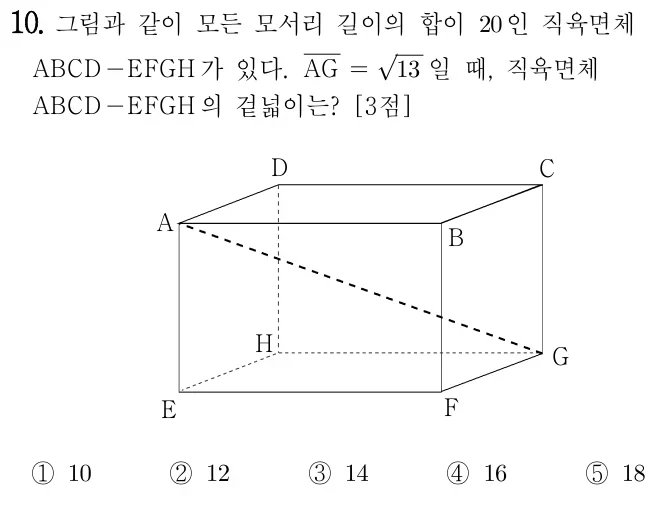 10. 그림과 같이 모든 모서리 길이의 합이 20인 직육면체
ABCD-EFGH가 있다. \overline{AG} = √13 일 때, 직육면체
ABCD-EFGH의 겉넓이는? [3점]
D
C
A
B
H
G
E
F
① 10 ② 12 ③ 14 ④ 16 ⑤ 18